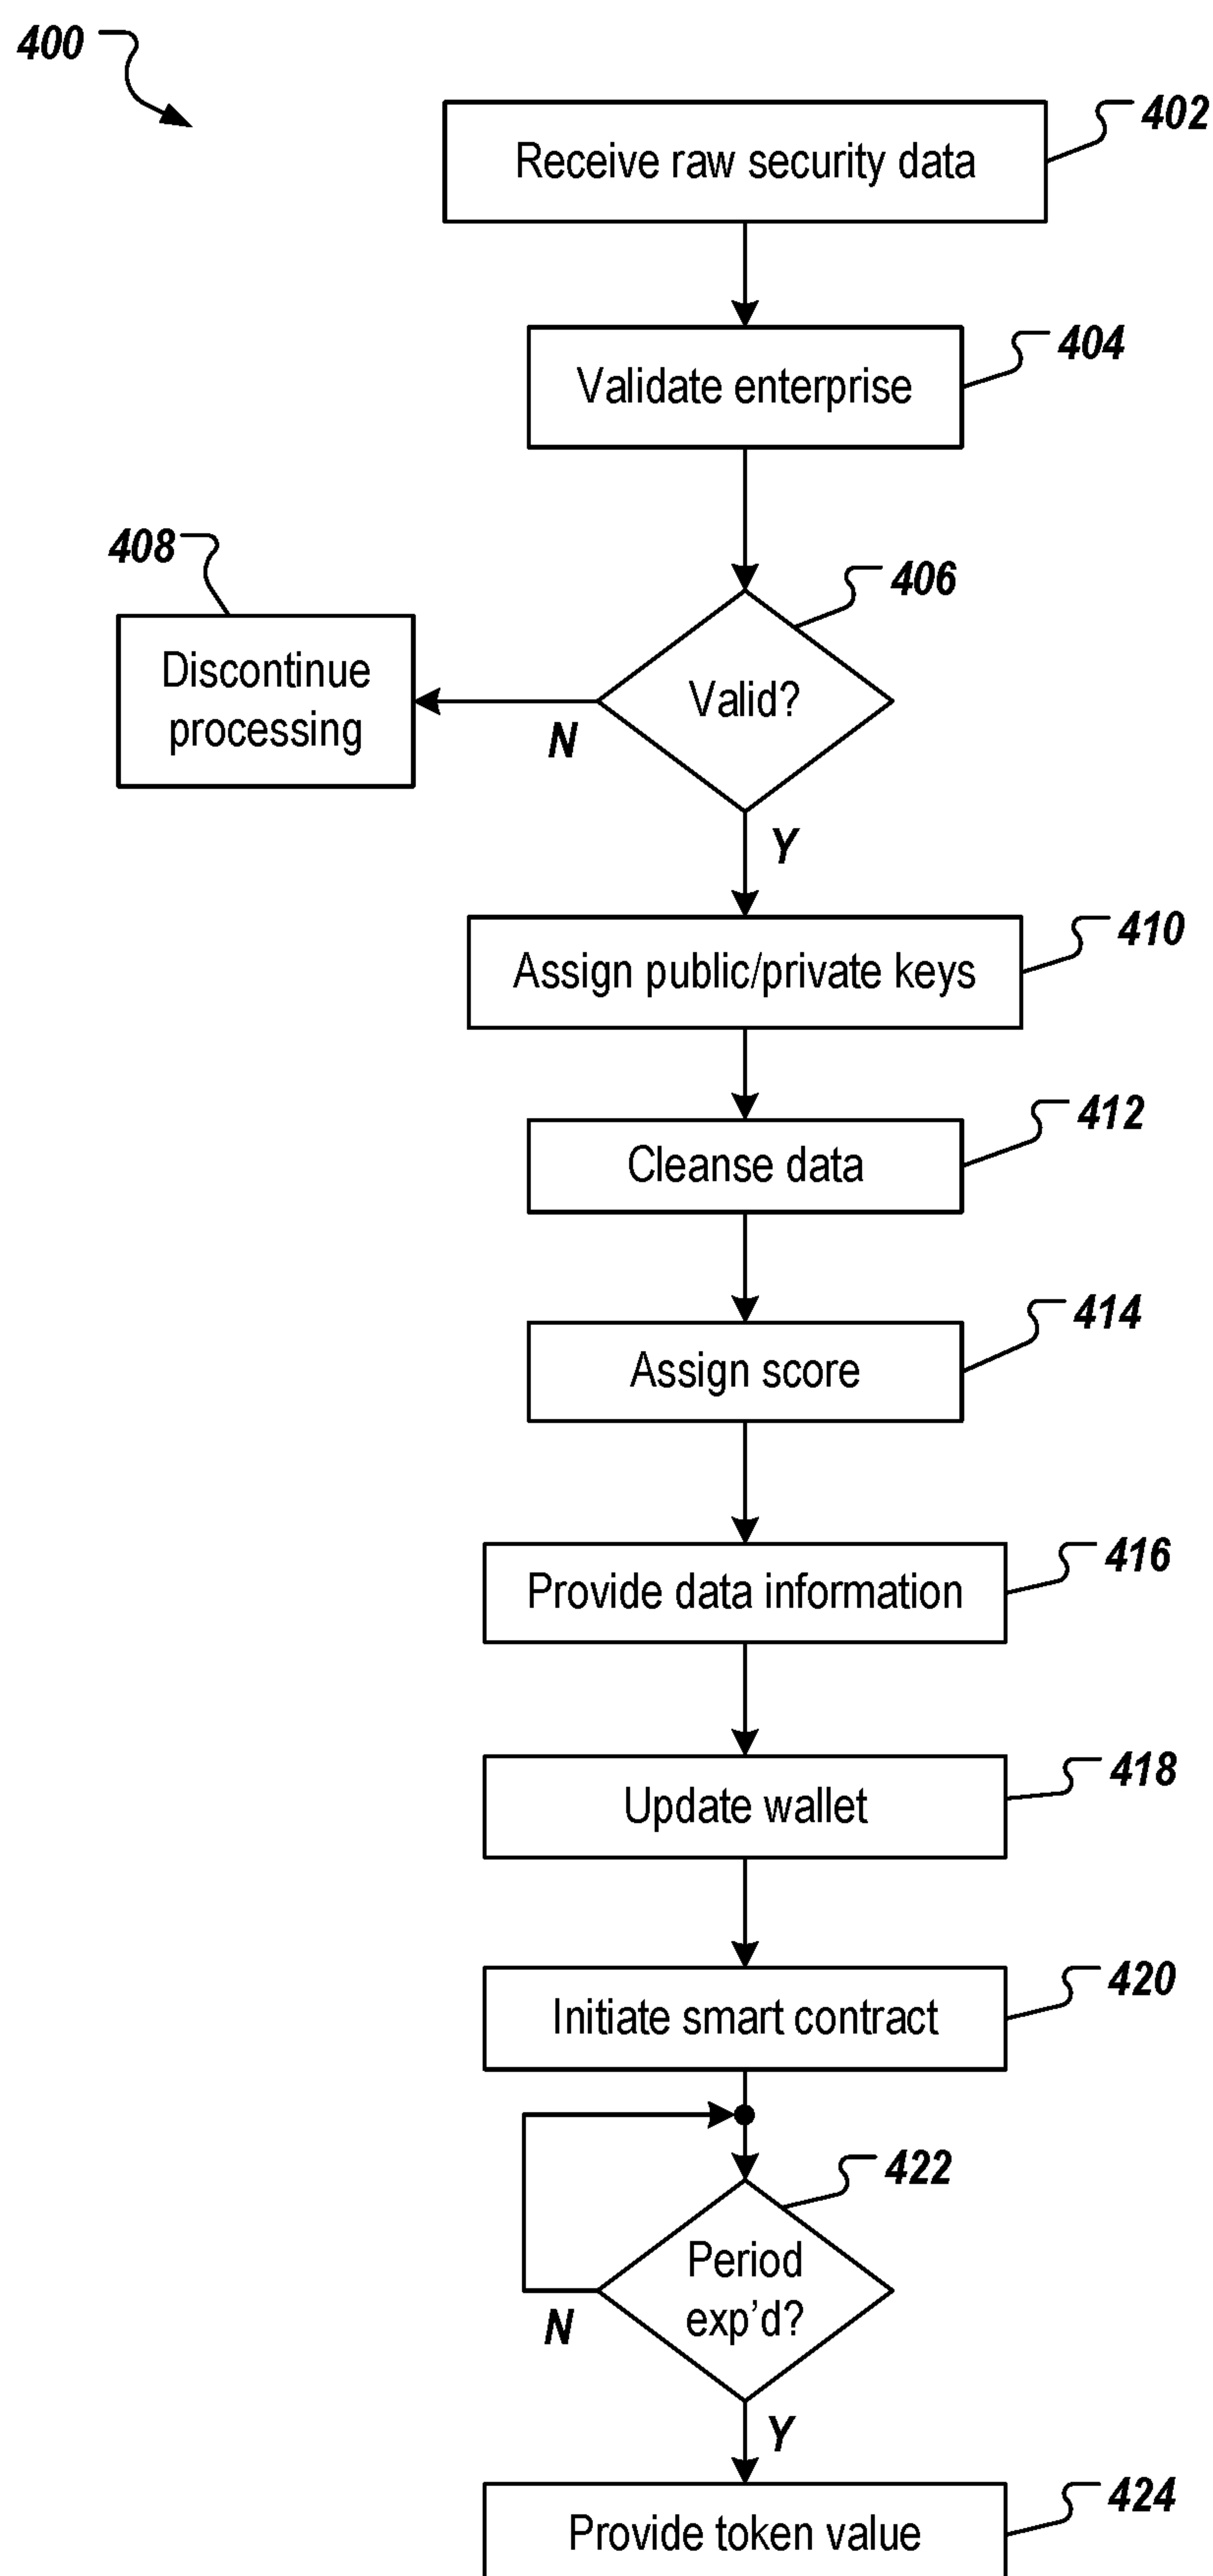 400
Receive raw security data
402
Validate enterprise
404
408
406
Discontinue
processing
Valid?
N
Y
Assign public/private keys
410
Cleanse data
412
Assign score
414
Provide data information
416
Update wallet
418
Initiate smart contract
420
422
Period
exp'd?
N
Y
Provide token value
424